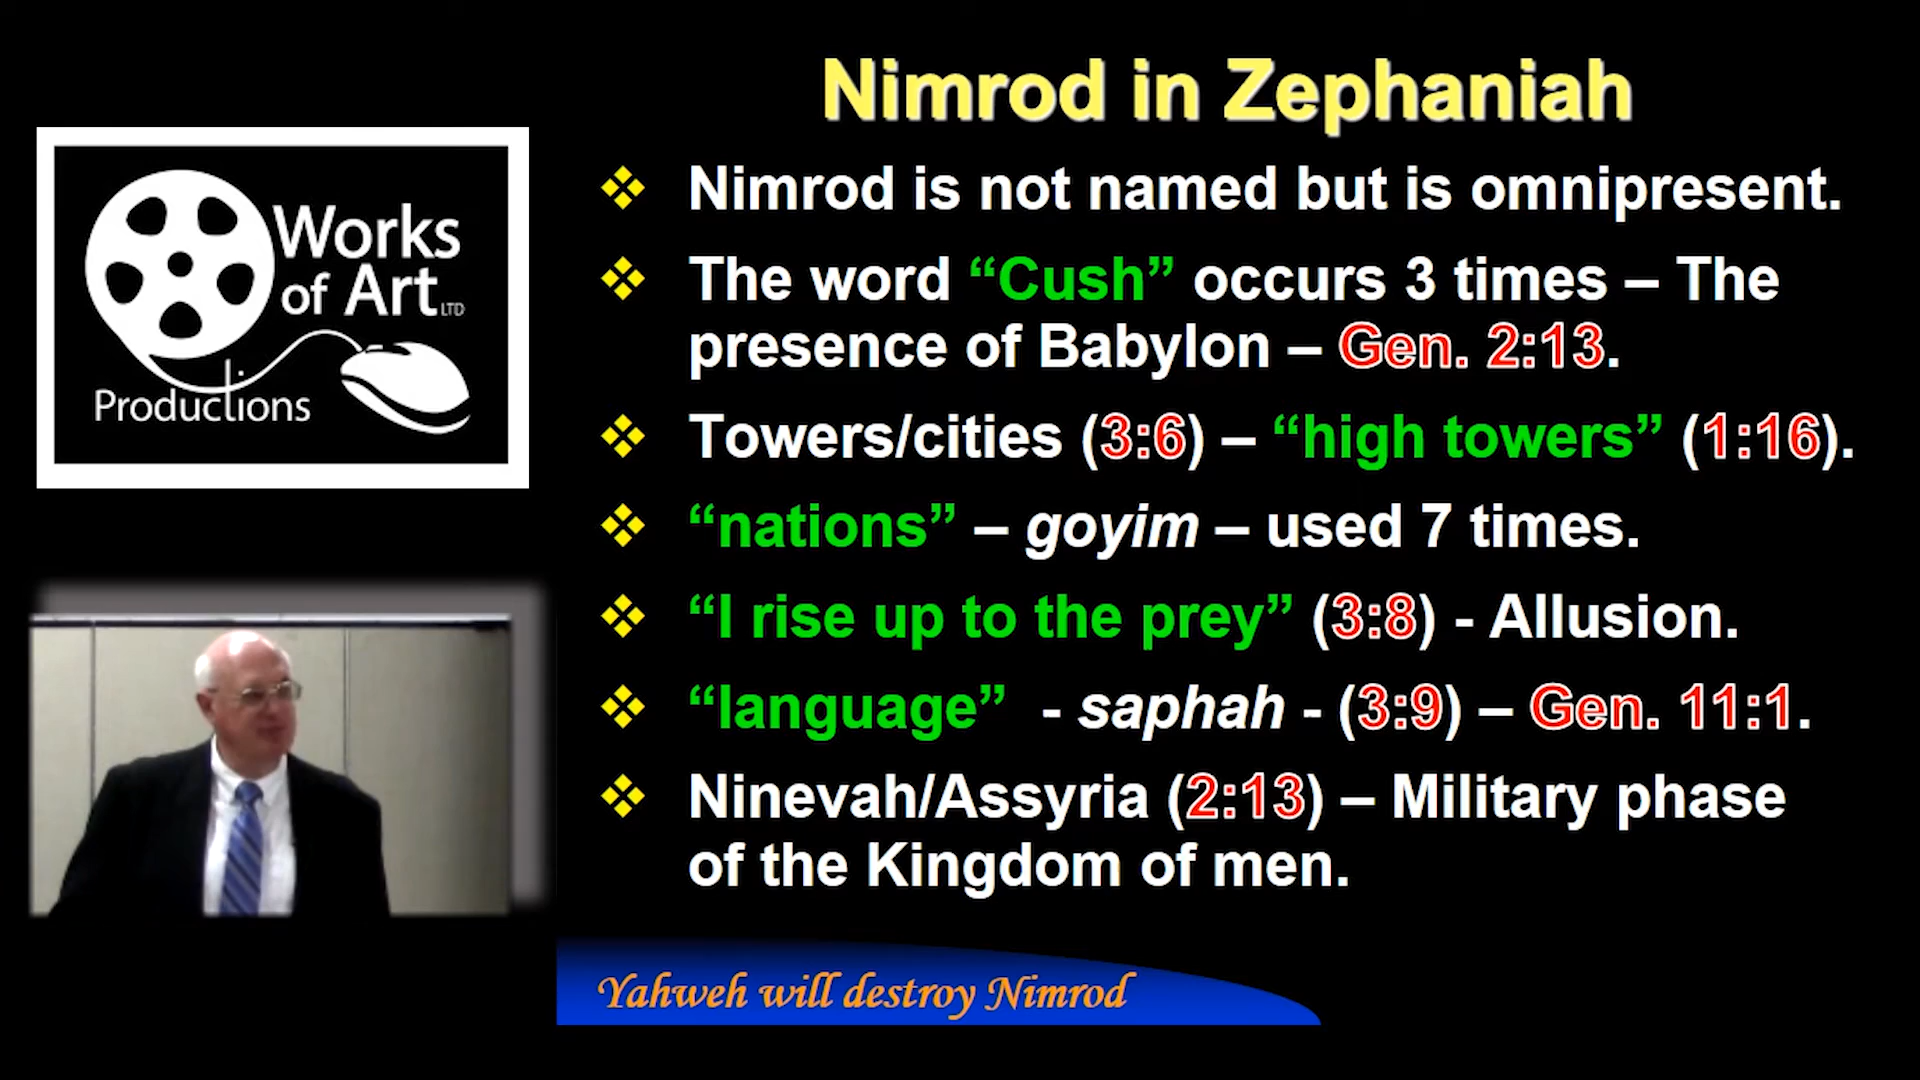 Works
of Art LTD
Productions
Nimrod in Zephaniah
Nimrod is not named but is omnipresent.
The word “Cush” occurs 3 times – The
presence of Babylon – Gen. 2:13.
Towers/cities (3:6) – “high towers” (1:16).
“nations” – goyim – used 7 times.
“I rise up to the prey” (3:8) - Allusion.
“language” - saphah - (3:9) – Gen. 11:1.
Ninevah/Assyria (2:13) – Military phase
of the Kingdom of men.
Yahweh will destroy Nimrod